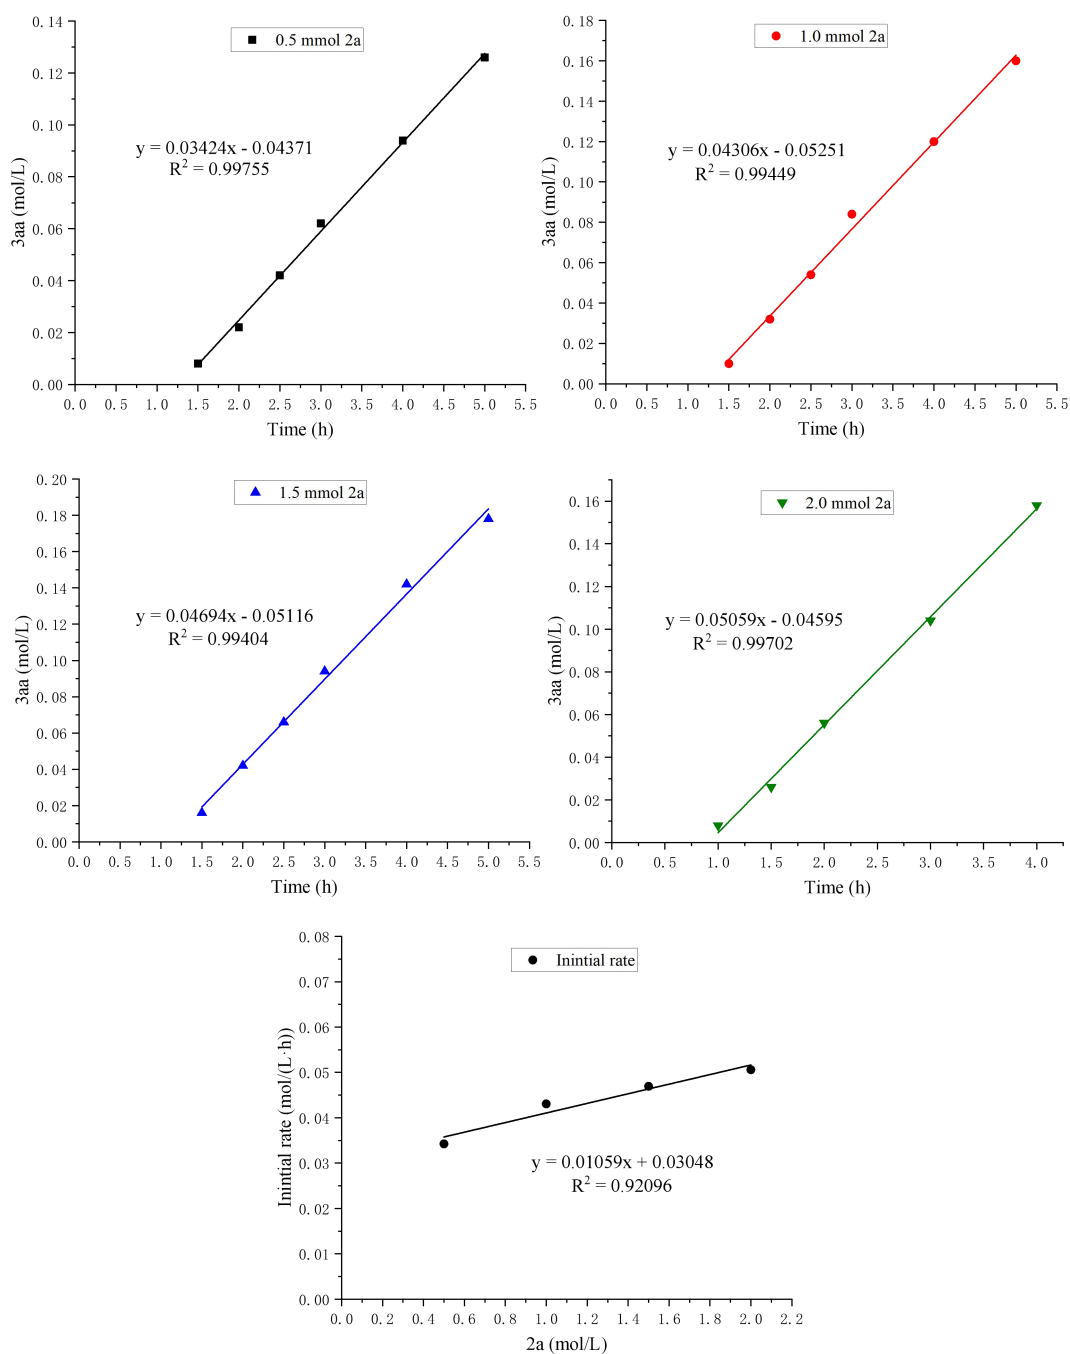 0.5 mmol 2a
y = 0.03424x - 0.04371
R² = 0.99755
3aa (mol/L)
0.14
0.12
0.10
0.08
0.06
0.04
0.02
0.00
0.0 0.5 1.0 1.5 2.0 2.5 3.0 3.5 4.0 4.5 5.0 5.5
Time (h)
1.0 mmol 2a
y = 0.04306x - 0.05251
R² = 0.99449
3aa (mol/L)
0.18
0.16
0.14
0.12
0.10
0.08
0.06
0.04
0.02
0.00
0.0 0.5 1.0 1.5 2.0 2.5 3.0 3.5 4.0 4.5 5.0 5.5
Time (h)
1.5 mmol 2a
y = 0.04694x - 0.05116
R² = 0.99404
3aa (mol/L)
0.20
0.18
0.16
0.14
0.12
0.10
0.08
0.06
0.04
0.02
0.00
0.0 0.5 1.0 1.5 2.0 2.5 3.0 3.5 4.0 4.5 5.0 5.5
Time (h)
2.0 mmol 2a
y = 0.05059x - 0.04595
R² = 0.99702
3aa (mol/L)
0.16
0.14
0.12
0.10
0.08
0.06
0.04
0.02
0.00
0.0 0.5 1.0 1.5 2.0 2.5 3.0 3.5 4.0
Time (h)
Inintial rate
y = 0.01059x + 0.03048
R² = 0.92096
Inintial rate (mol/(L·h))
0.08
0.07
0.06
0.05
0.04
0.03
0.02
0.01
0.00
0.0 0.2 0.4 0.6 0.8 1.0 1.2 1.4 1.6 1.8 2.0 2.2
2a (mol/L)